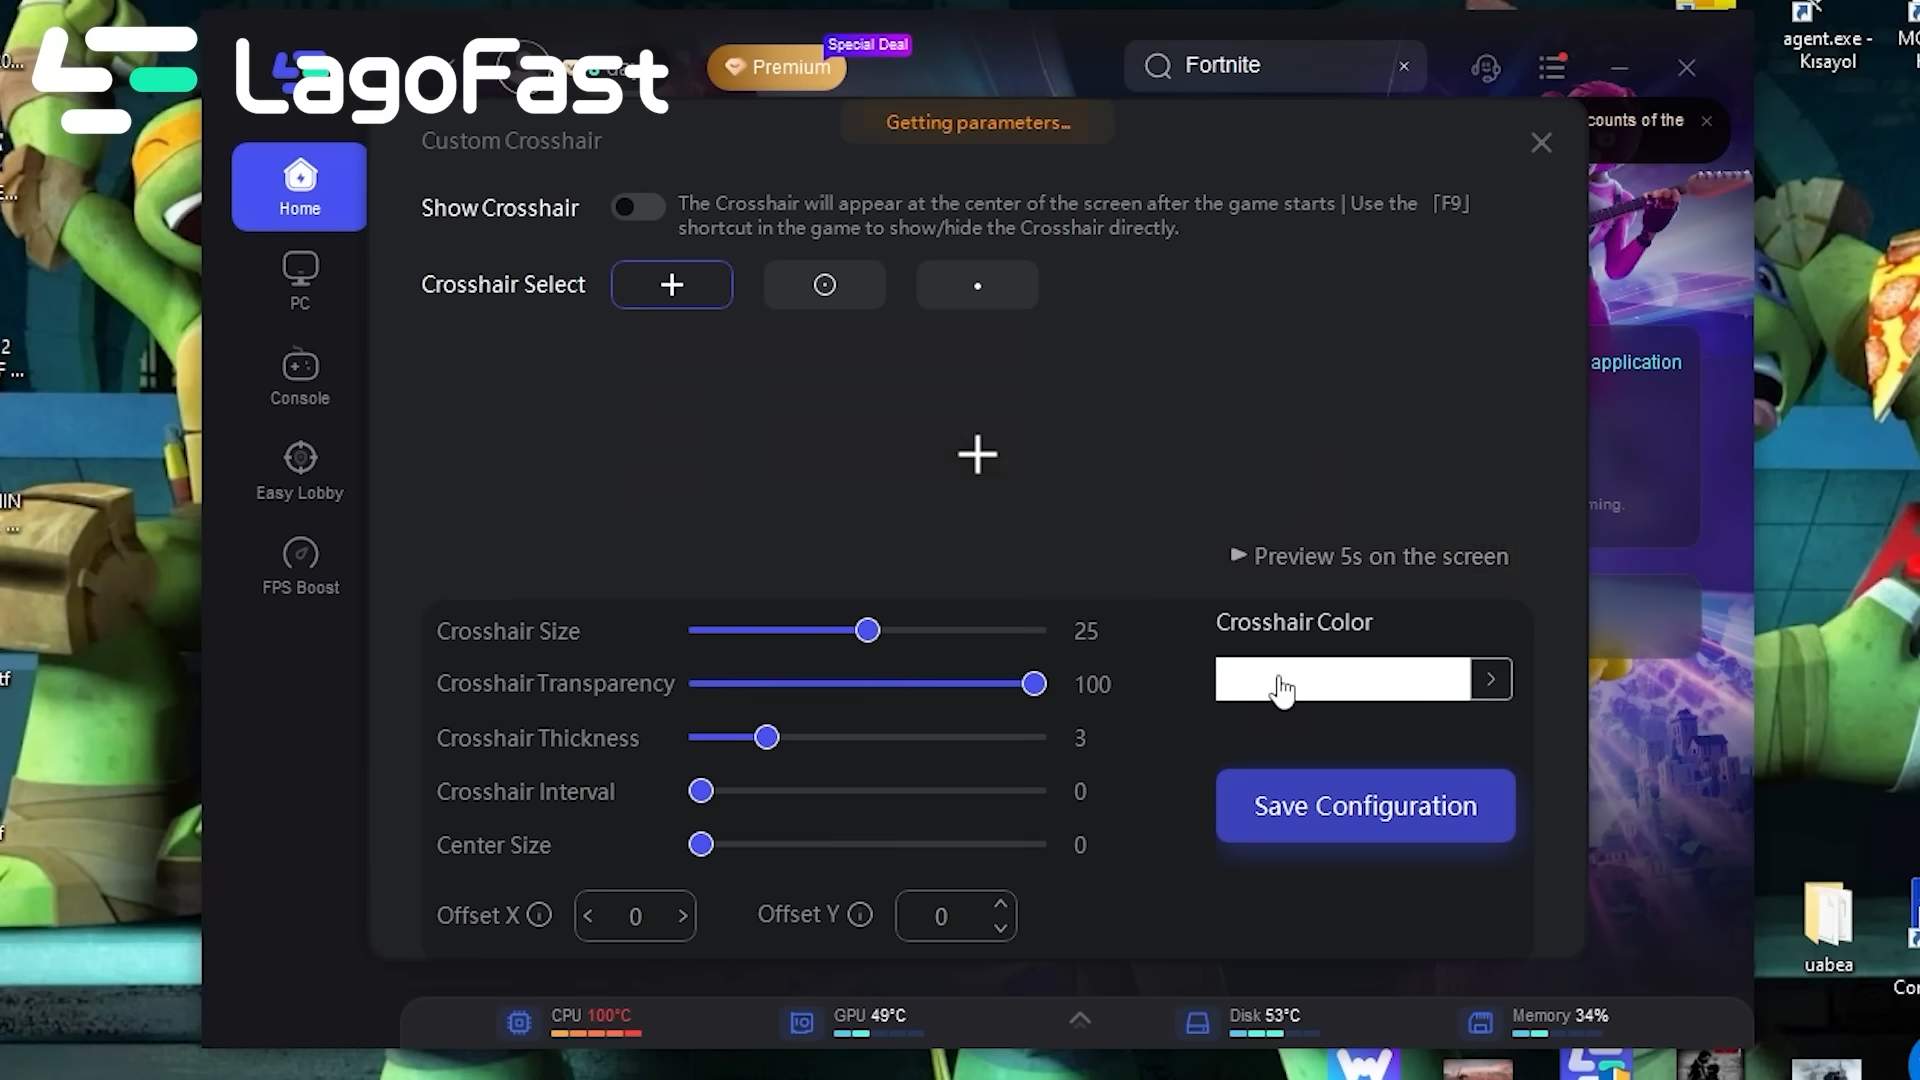 LagoFast
Premium
Special Deal
Fortnite
agent.exe -
Kısayol
Getting parameters...
counts of the
Custom Crosshair
Home
Show Crosshair
The Crosshair will appear at the center of the screen after the game starts | Use the 「F9」
shortcut in the game to show/hide the Crosshair directly.
Crosshair Select
PC
application
Console
Easy Lobby
ming.
Preview 5s on the screen
FPS Boost
Crosshair Size
25
Crosshair Color
Crosshair Transparency
100
Crosshair Thickness
3
Crosshair Interval
0
Save Configuration
Center Size
0
Offset X
0
Offset Y
0
uabea
CPU 100°C
GPU 49°C
Disk 53°C
Memory 34%